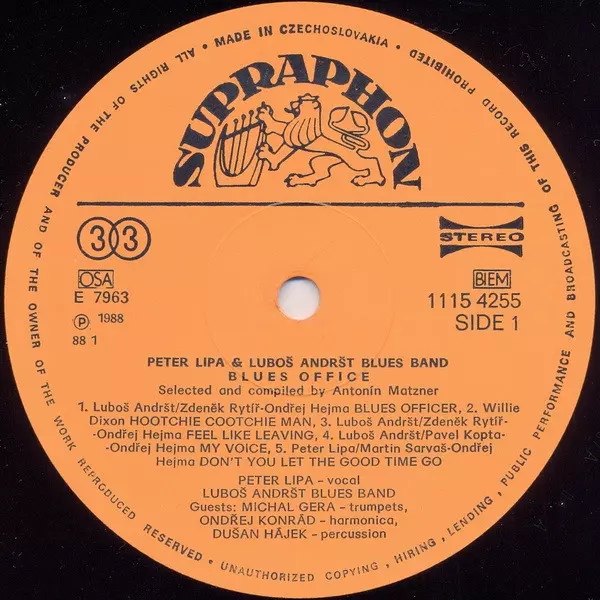 ALL RIGHTS OF THE PRODUCER AND OF THE OWNER OF THE WORK REPRODUCED RESERVED • UNAUTHORIZED COPYING, HIRING, LENDING, PUBLIC PERFORMANCE AND BROADCASTING OF THIS RECORD PROHIBITED • MADE IN CZECHOSLOVAKIA •
SUPRAPHON
33
STEREO
OSA
BIEM
E 7963
1115 4255
Ⓟ 1988
SIDE 1
88 1
PETER LIPA & LUBOŠ ANDRŠT BLUES BAND
BLUES OFFICE
Selected and compiled by Antonín Matzner
1. Luboš Andršt/Zdeněk Rytíř-Ondřej Hejma BLUES OFFICER, 2. Willie
Dixon HOOTCHIE COOTCHIE MAN, 3. Luboš Andršt/Zdeněk Rytíř-
-Ondřej Hejma FEEL LIKE LEAVING, 4. Luboš Andršt/Pavel Kopta-
-Ondřej Hejma MY VOICE, 5. Peter Lipa/Martin Sarvaš-Ondřej
Hejma DON'T YOU LET THE GOOD TIME GO
PETER LIPA – vocal
LUBOŠ ANDRŠT BLUES BAND
Guests: MICHAL GERA – trumpets,
ONDŘEJ KONRÁD – harmonica,
DUŠAN HÁJEK – percussion